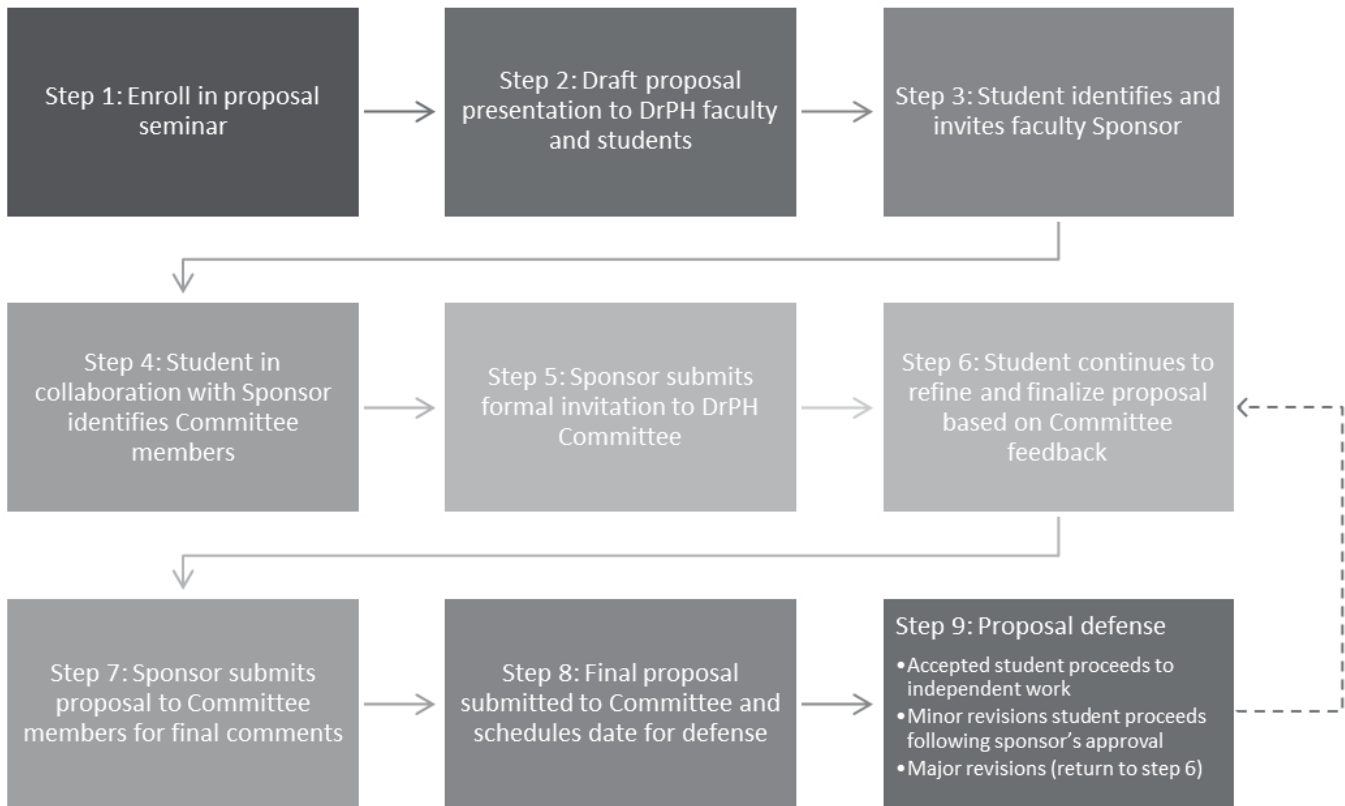 Step 1: Enroll in proposal
seminar
Step 2: Draft proposal
presentation to DrPH faculty
and students
Step 3: Student identifies and
invites faculty Sponsor
Step 4: Student in
collaboration with Sponsor
identifies Committee
members
Step 5: Sponsor submits
formal invitation to DrPH
Committee
Step 6: Student continues to
refine and finalize proposal
based on Committee
feedback
Step 7: Sponsor submits
proposal to Committee
members for final comments
Step 8: Final proposal
submitted to Committee and
schedules date for defense
Step 9: Proposal defense
•Accepted student proceeds to
independent work
•Minor revisions student proceeds
following sponsor’s approval
•Major revisions (return to step 6)